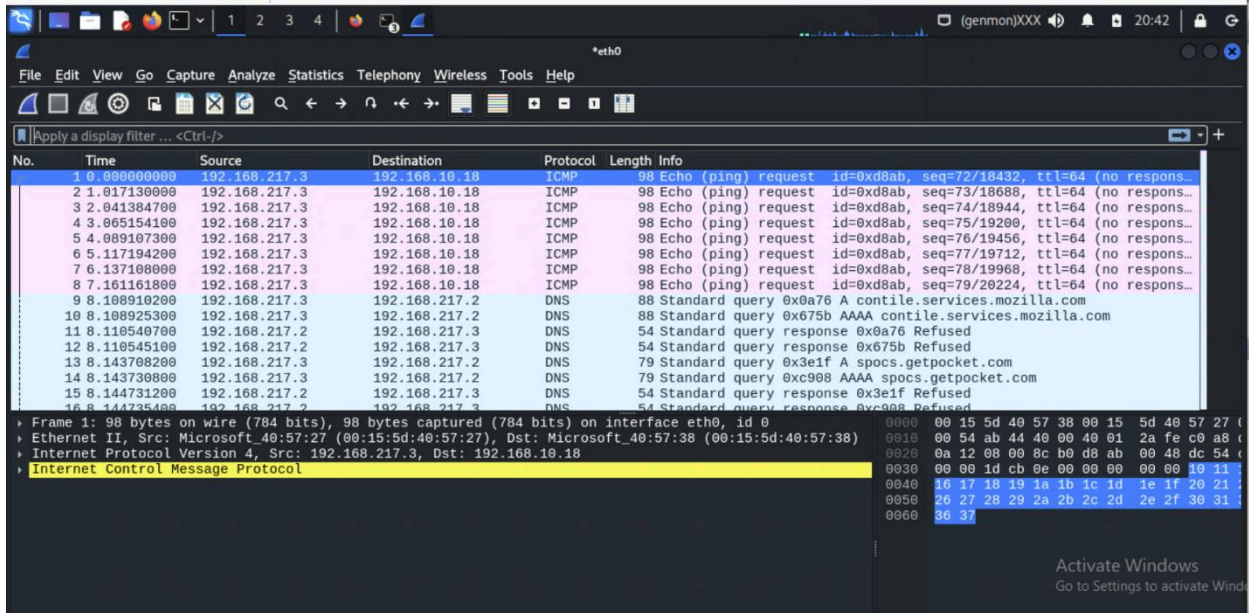 1 2 3 4 (genmon)XXX 20:42
*eth0
File Edit View Go Capture Analyze Statistics Telephony Wireless Tools Help
Apply a display filter … <Ctrl-/>
No. Time Source Destination Protocol Length Info
1 0.000000000 192.168.217.3 192.168.10.18 ICMP 98 Echo (ping) request id=0xd8ab, seq=72/18432, ttl=64 (no respons…
2 1.017130000 192.168.217.3 192.168.10.18 ICMP 98 Echo (ping) request id=0xd8ab, seq=73/18688, ttl=64 (no respons…
3 2.041384700 192.168.217.3 192.168.10.18 ICMP 98 Echo (ping) request id=0xd8ab, seq=74/18944, ttl=64 (no respons…
4 3.065154100 192.168.217.3 192.168.10.18 ICMP 98 Echo (ping) request id=0xd8ab, seq=75/19200, ttl=64 (no respons…
5 4.089107300 192.168.217.3 192.168.10.18 ICMP 98 Echo (ping) request id=0xd8ab, seq=76/19456, ttl=64 (no respons…
6 5.117194200 192.168.217.3 192.168.10.18 ICMP 98 Echo (ping) request id=0xd8ab, seq=77/19712, ttl=64 (no respons…
7 6.137108000 192.168.217.3 192.168.10.18 ICMP 98 Echo (ping) request id=0xd8ab, seq=78/19968, ttl=64 (no respons…
8 7.161161800 192.168.217.3 192.168.10.18 ICMP 98 Echo (ping) request id=0xd8ab, seq=79/20224, ttl=64 (no respons…
9 8.108910200 192.168.217.3 192.168.217.2 DNS 88 Standard query 0x0a76 A contile.services.mozilla.com
10 8.108925300 192.168.217.3 192.168.217.2 DNS 88 Standard query 0x675b AAAA contile.services.mozilla.com
11 8.110540700 192.168.217.2 192.168.217.3 DNS 54 Standard query response 0x0a76 Refused
12 8.110545100 192.168.217.2 192.168.217.3 DNS 54 Standard query response 0x675b Refused
13 8.143708200 192.168.217.3 192.168.217.2 DNS 79 Standard query 0x3e1f A spocs.getpocket.com
14 8.143730800 192.168.217.3 192.168.217.2 DNS 79 Standard query 0xc908 AAAA spocs.getpocket.com
15 8.144731200 192.168.217.2 192.168.217.3 DNS 54 Standard query response 0x3e1f Refused
16 8.144735400 192.168.217.2 192.168.217.3 DNS 54 Standard query response 0xc908 Refused
Frame 1: 98 bytes on wire (784 bits), 98 bytes captured (784 bits) on interface eth0, id 0
Ethernet II, Src: Microsoft_40:57:27 (00:15:5d:40:57:27), Dst: Microsoft_40:57:38 (00:15:5d:40:57:38)
Internet Protocol Version 4, Src: 192.168.217.3, Dst: 192.168.10.18
Internet Control Message Protocol
0000 00 15 5d 40 57 38 00 15 5d 40 57 27
0010 00 54 ab 44 40 00 40 01 2a fe c0 a8
0020 0a 12 08 00 8c b0 d8 ab 00 48 dc 54
0030 00 00 1d cb 0e 00 00 00 00 00 10 11
0040 16 17 18 19 1a 1b 1c 1d 1e 1f 20 21
0050 26 27 28 29 2a 2b 2c 2d 2e 2f 30 31
0060 36 37
Activate Windows
Go to Settings to activate